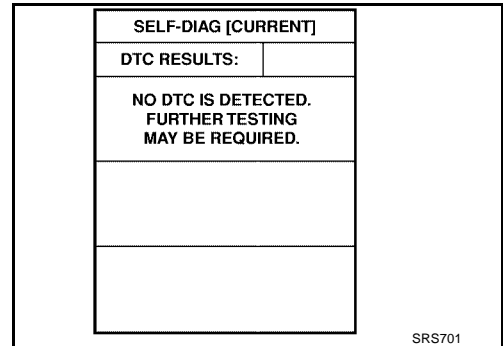 SELF-DIAG [CURRENT]
DTC RESULTS:
NO DTC IS DETECTED.
FURTHER TESTING
MAY BE REQUIRED.
SRS701